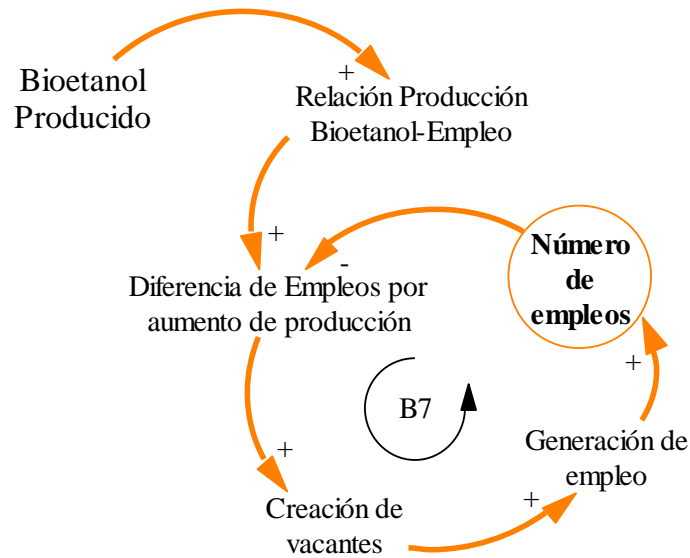 Bioetanol
Producido
+
Relación Producción
Bioetanol-Empleo
+
-
Número
de
empleos
Diferencia de Empleos por
aumento de producción
+
B7
+
Generación de
empleo
+
Creación de
vacantes